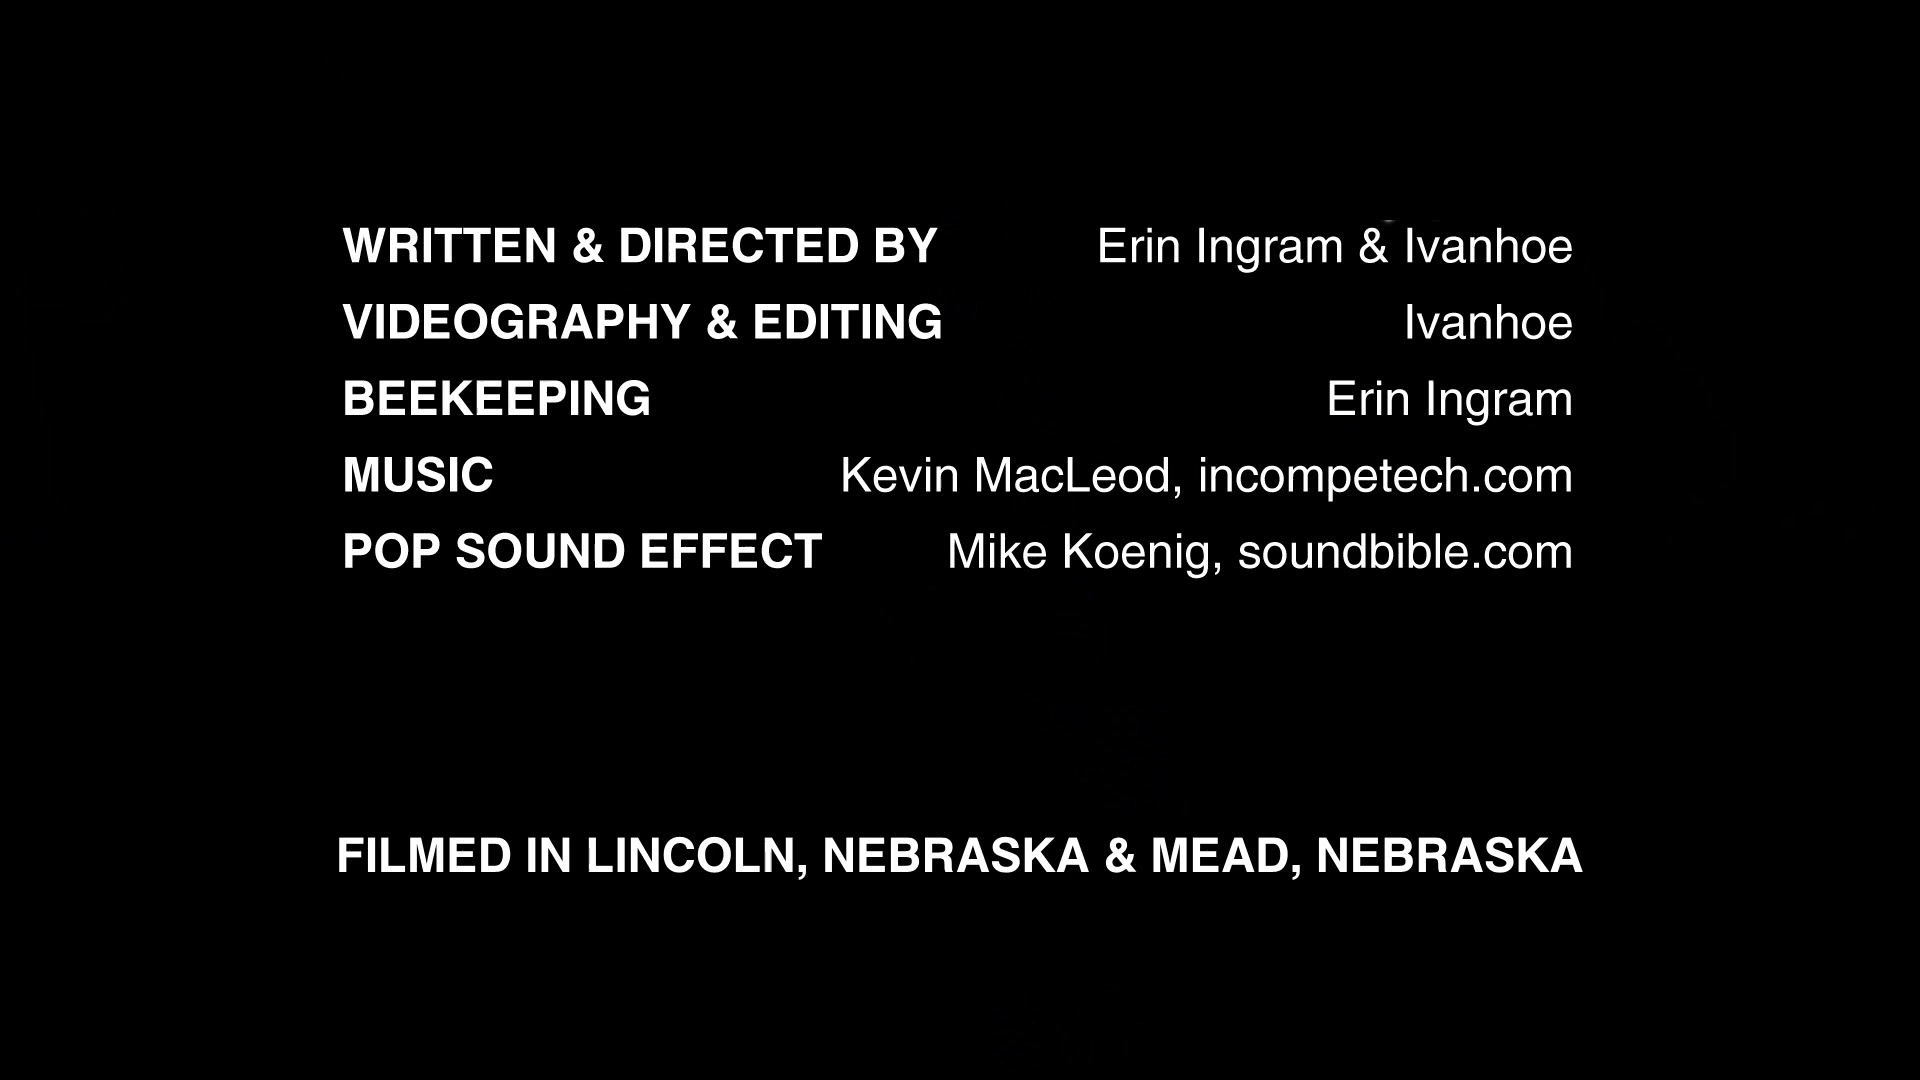 WRITTEN & DIRECTED BY Erin Ingram & Ivanhoe
VIDEOGRAPHY & EDITING Ivanhoe
BEEKEEPING Erin Ingram
MUSIC Kevin MacLeod, incompetech.com
POP SOUND EFFECT Mike Koenig, soundbible.com
FILMED IN LINCOLN, NEBRASKA & MEAD, NEBRASKA